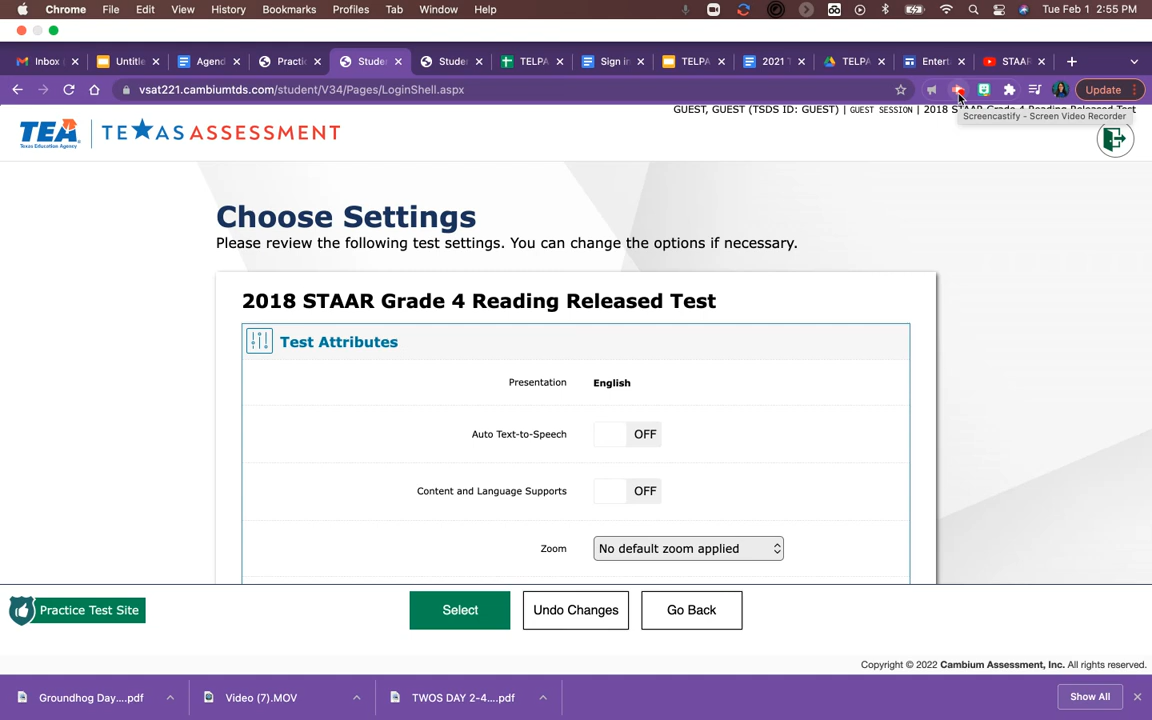 Chrome File Edit View History Bookmarks Profiles Tab Window Help Tue Feb 1 2:55 PM
Inbox Untitle Agend Practic Studen Studen TELPA Sign in TELPA 2021 T TELPA Entert STAAR
vsat221.cambiumtds.com/student/V34/Pages/LoginShell.aspx Update
GUEST, GUEST (TSDS ID: GUEST) | GUEST SESSION | 2018 STAAR Grade 4 Reading Released Test
Screencastify - Screen Video Recorder
TEA TEXAS ASSESSMENT
Texas Education Agency
Choose Settings
Please review the following test settings. You can change the options if necessary.
2018 STAAR Grade 4 Reading Released Test
Test Attributes
Presentation English
Auto Text-to-Speech OFF
Content and Language Supports OFF
Zoom No default zoom applied
Practice Test Site Select Undo Changes Go Back
Copyright © 2022 Cambium Assessment, Inc. All rights reserved.
Groundhog Day....pdf Video (7).MOV TWOS DAY 2-4....pdf Show All